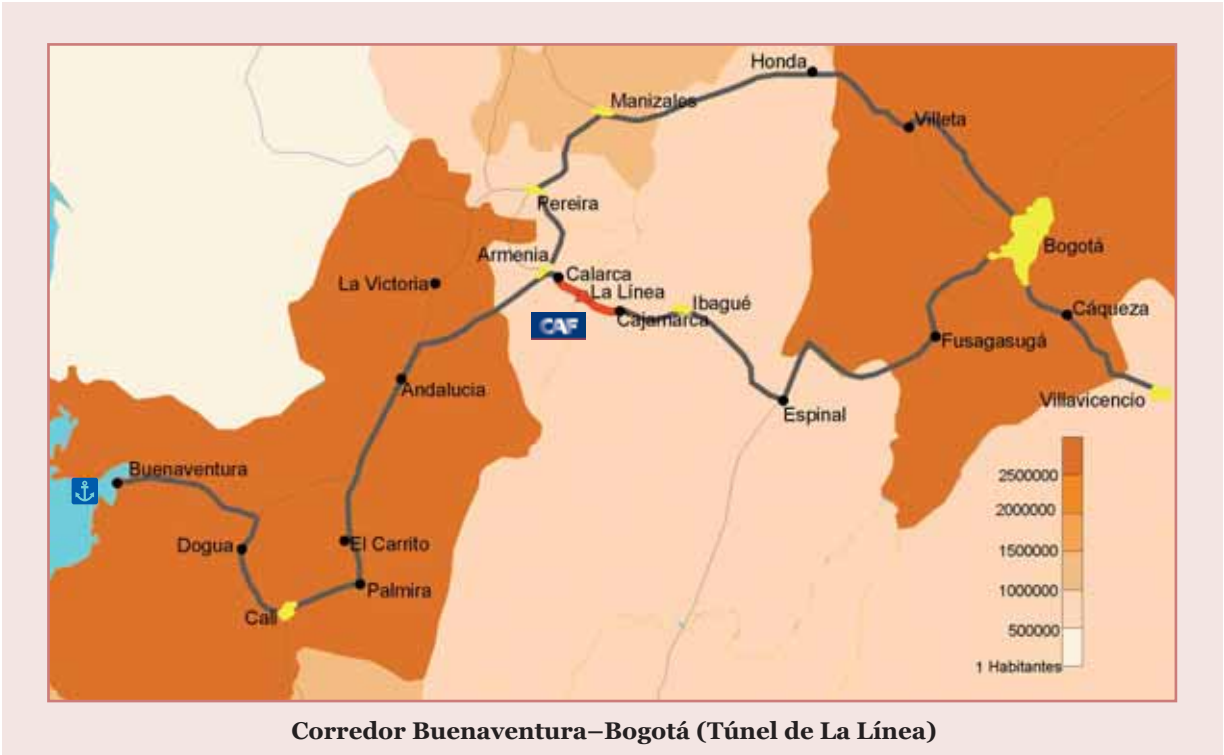 Honda
Manizales
Villeta
Pereira
Bogotá
Armenia
Calarca
La Victoria
La Línea
Ibagué
CAF
Cajamarca
Cáqueza
Fusagasugá
Andalucia
Villavicencio
Espinal
Buenaventura
2500000
2000000
Dogua
El Carrito
1500000
Palmira
1000000
Cali
500000
1 Habitantes
Corredor Buenaventura–Bogotá (Túnel de La Línea)